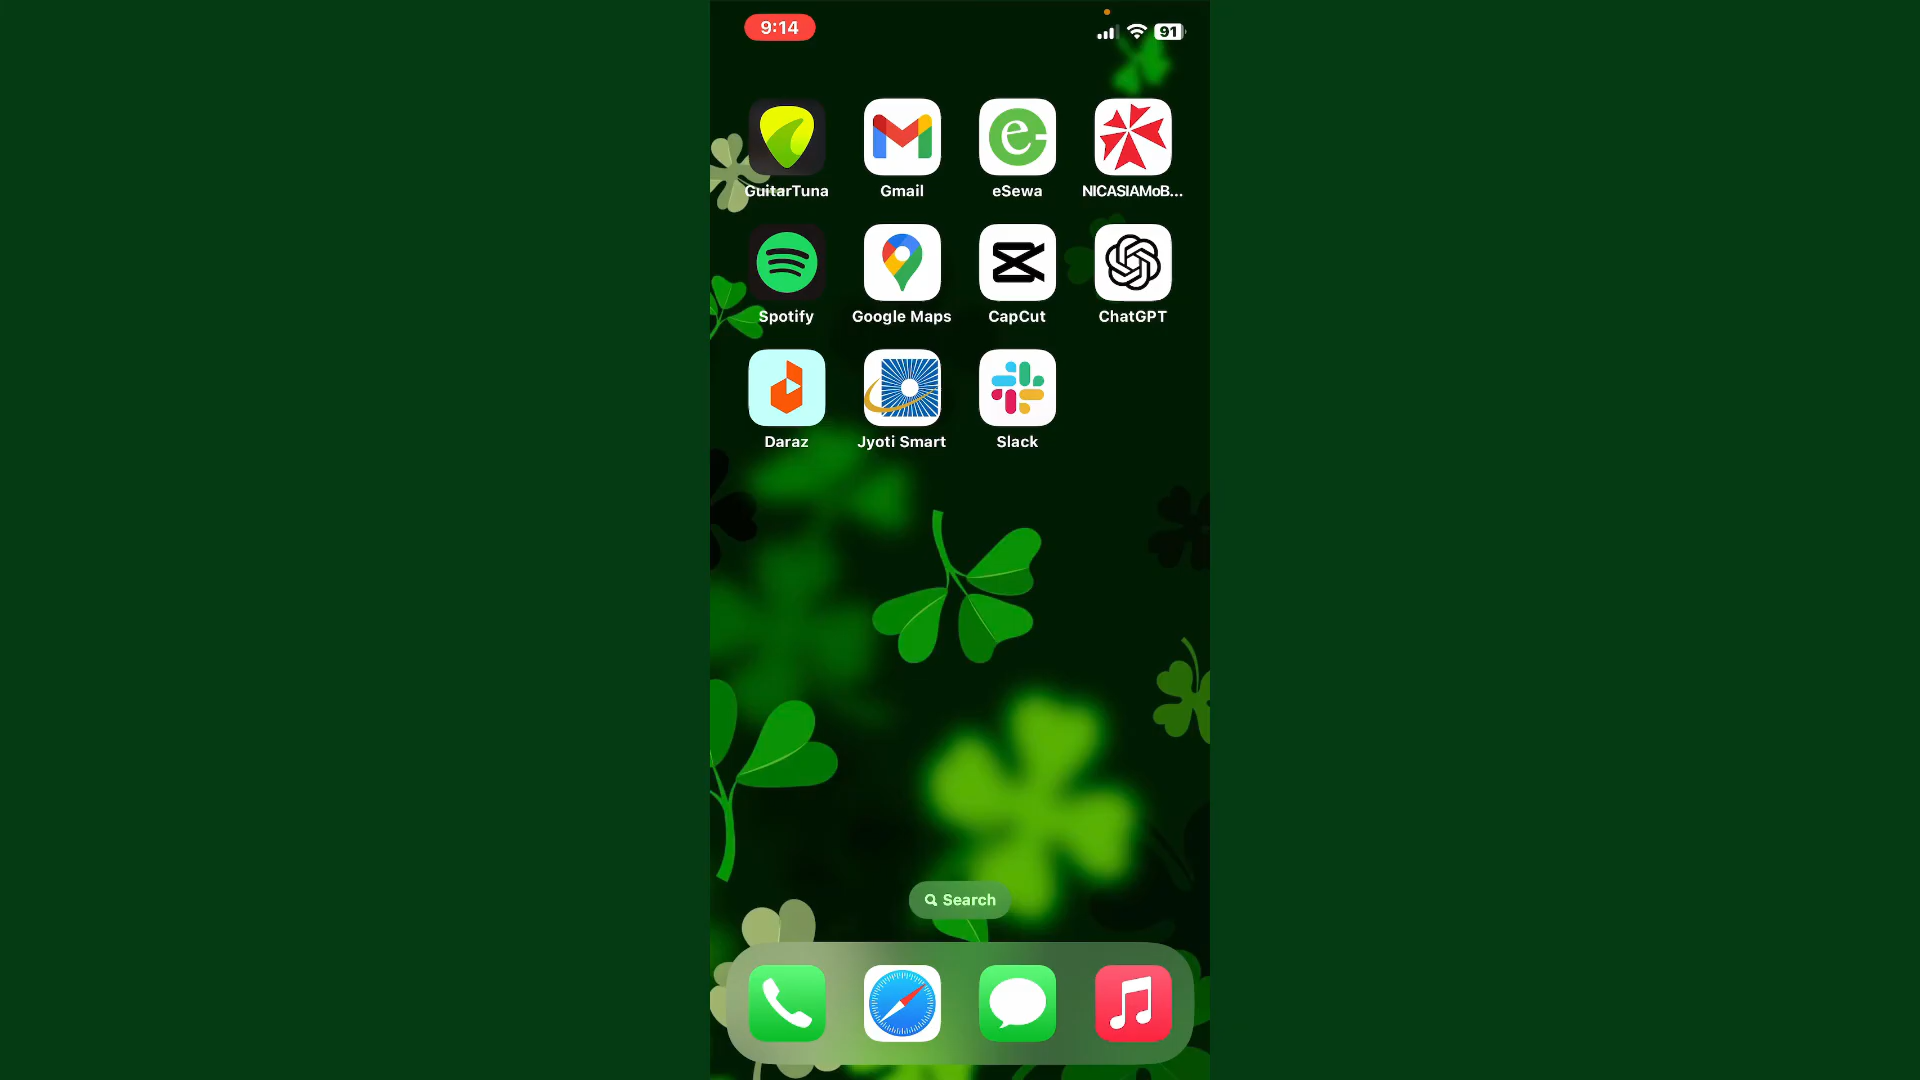 9:14
91
GuitarTuna
Gmail
eSewa
NICASIAMoB...
Spotify
Google Maps
CapCut
ChatGPT
Daraz
Jyoti Smart
Slack
Search